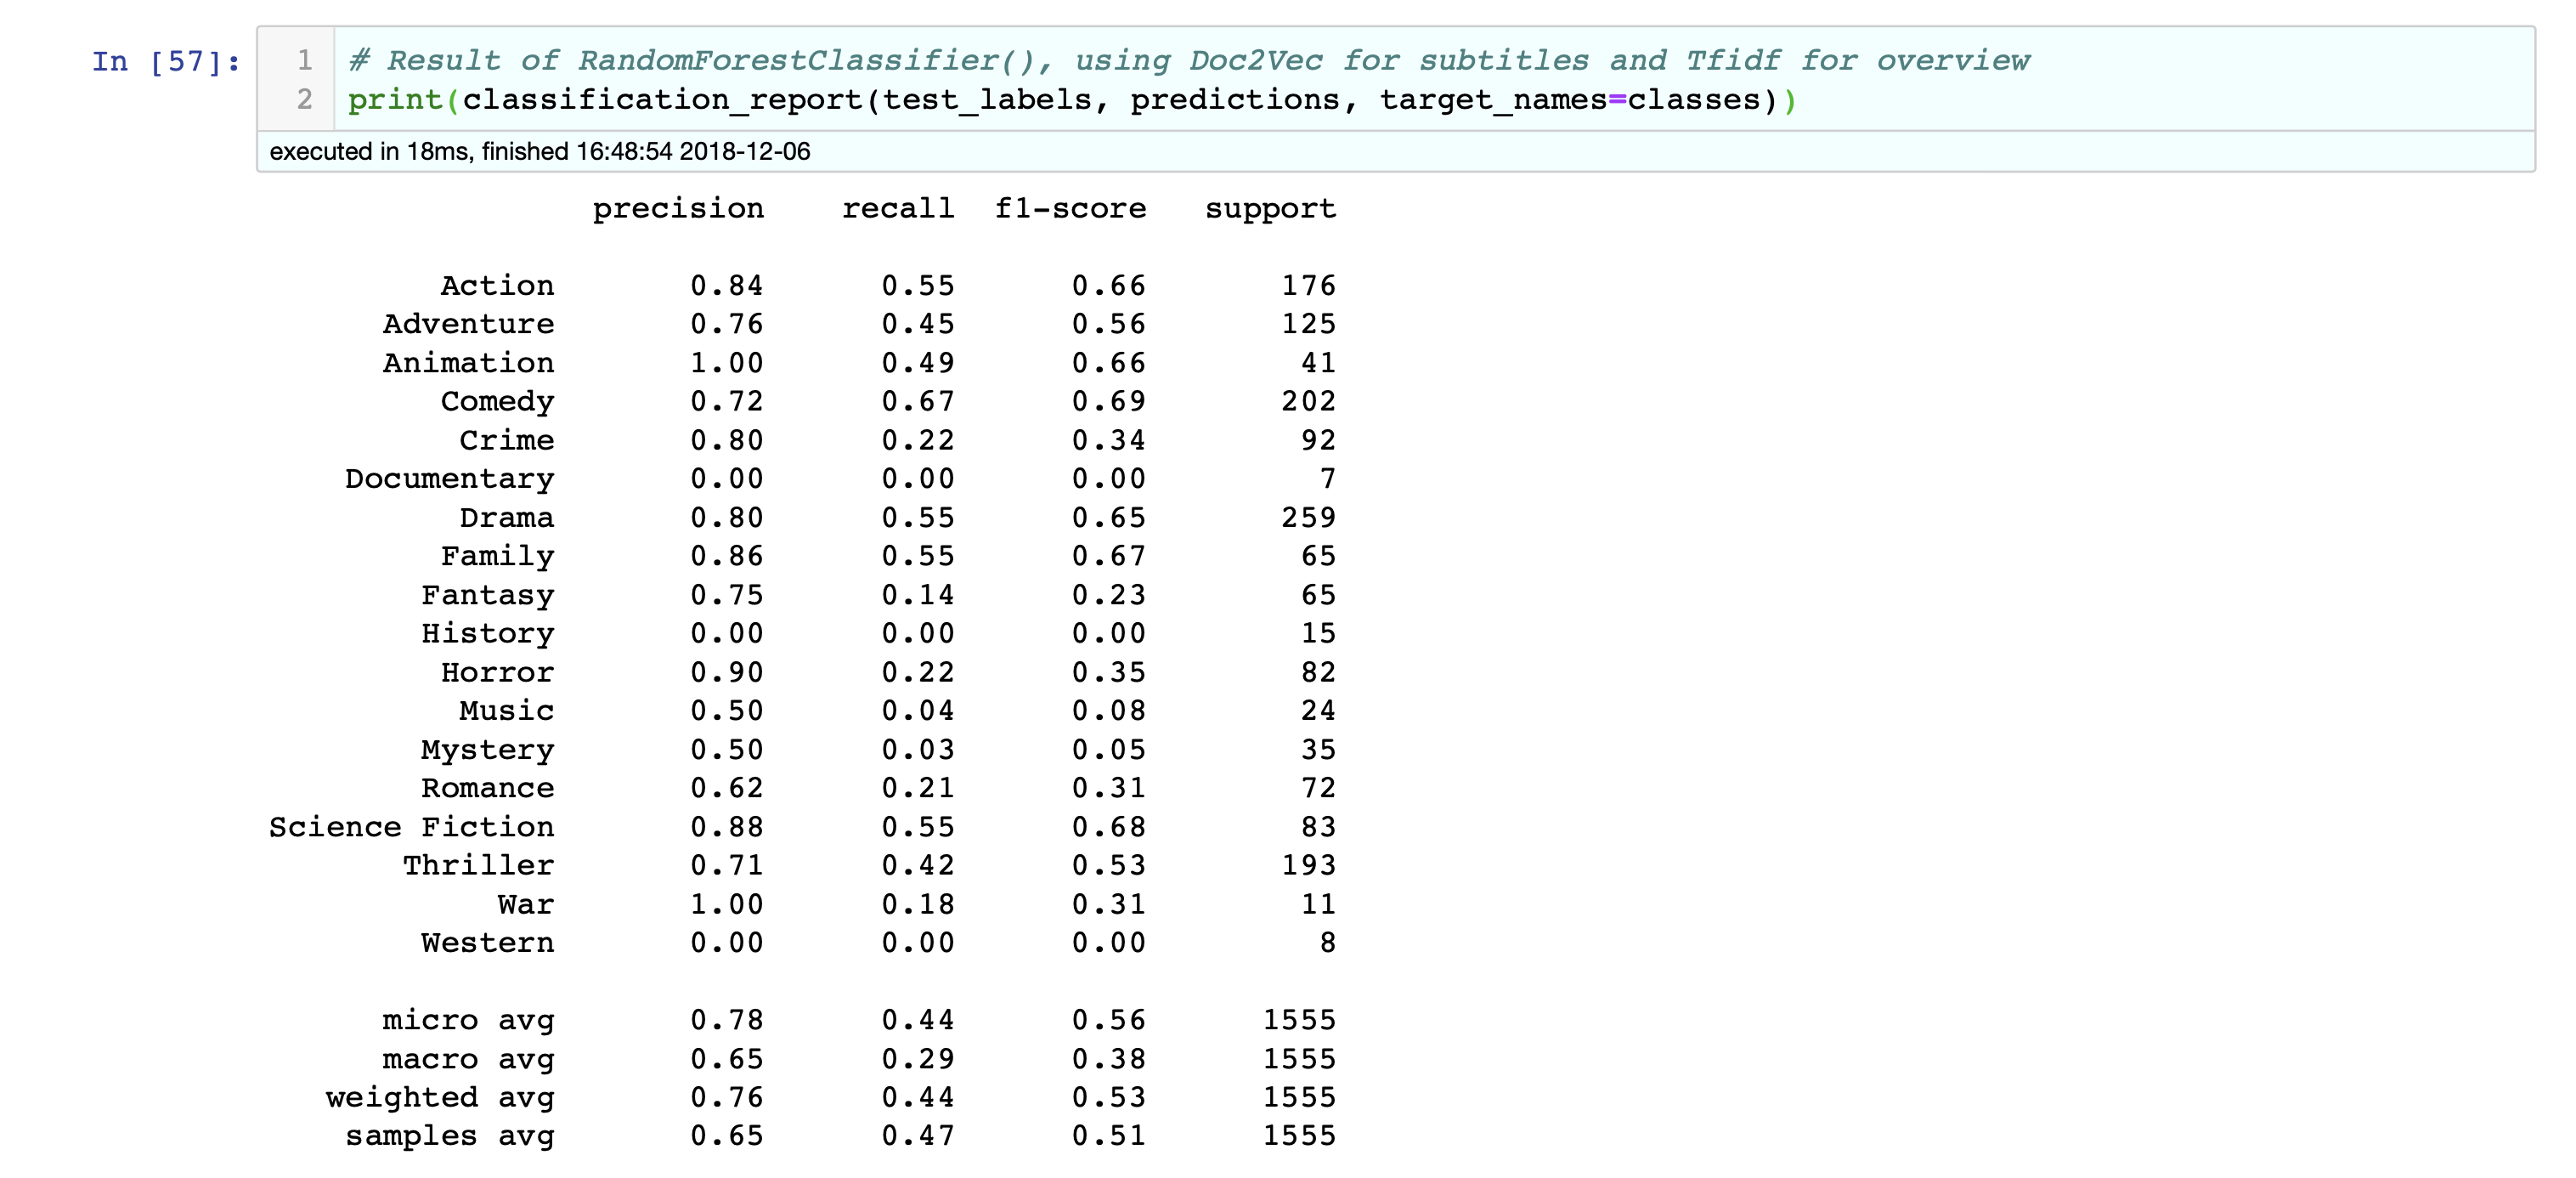 In [57]:
1 # Result of RandomForestClassifier(), using Doc2Vec for subtitles and Tfidf for overview
2 print(classification_report(test_labels, predictions, target_names=classes))
executed in 18ms, finished 16:48:54 2018-12-06
precision recall f1-score support
Action 0.84 0.55 0.66 176
Adventure 0.76 0.45 0.56 125
Animation 1.00 0.49 0.66 41
Comedy 0.72 0.67 0.69 202
Crime 0.80 0.22 0.34 92
Documentary 0.00 0.00 0.00 7
Drama 0.80 0.55 0.65 259
Family 0.86 0.55 0.67 65
Fantasy 0.75 0.14 0.23 65
History 0.00 0.00 0.00 15
Horror 0.90 0.22 0.35 82
Music 0.50 0.04 0.08 24
Mystery 0.50 0.03 0.05 35
Romance 0.62 0.21 0.31 72
Science Fiction 0.88 0.55 0.68 83
Thriller 0.71 0.42 0.53 193
War 1.00 0.18 0.31 11
Western 0.00 0.00 0.00 8
micro avg 0.78 0.44 0.56 1555
macro avg 0.65 0.29 0.38 1555
weighted avg 0.76 0.44 0.53 1555
samples avg 0.65 0.47 0.51 1555